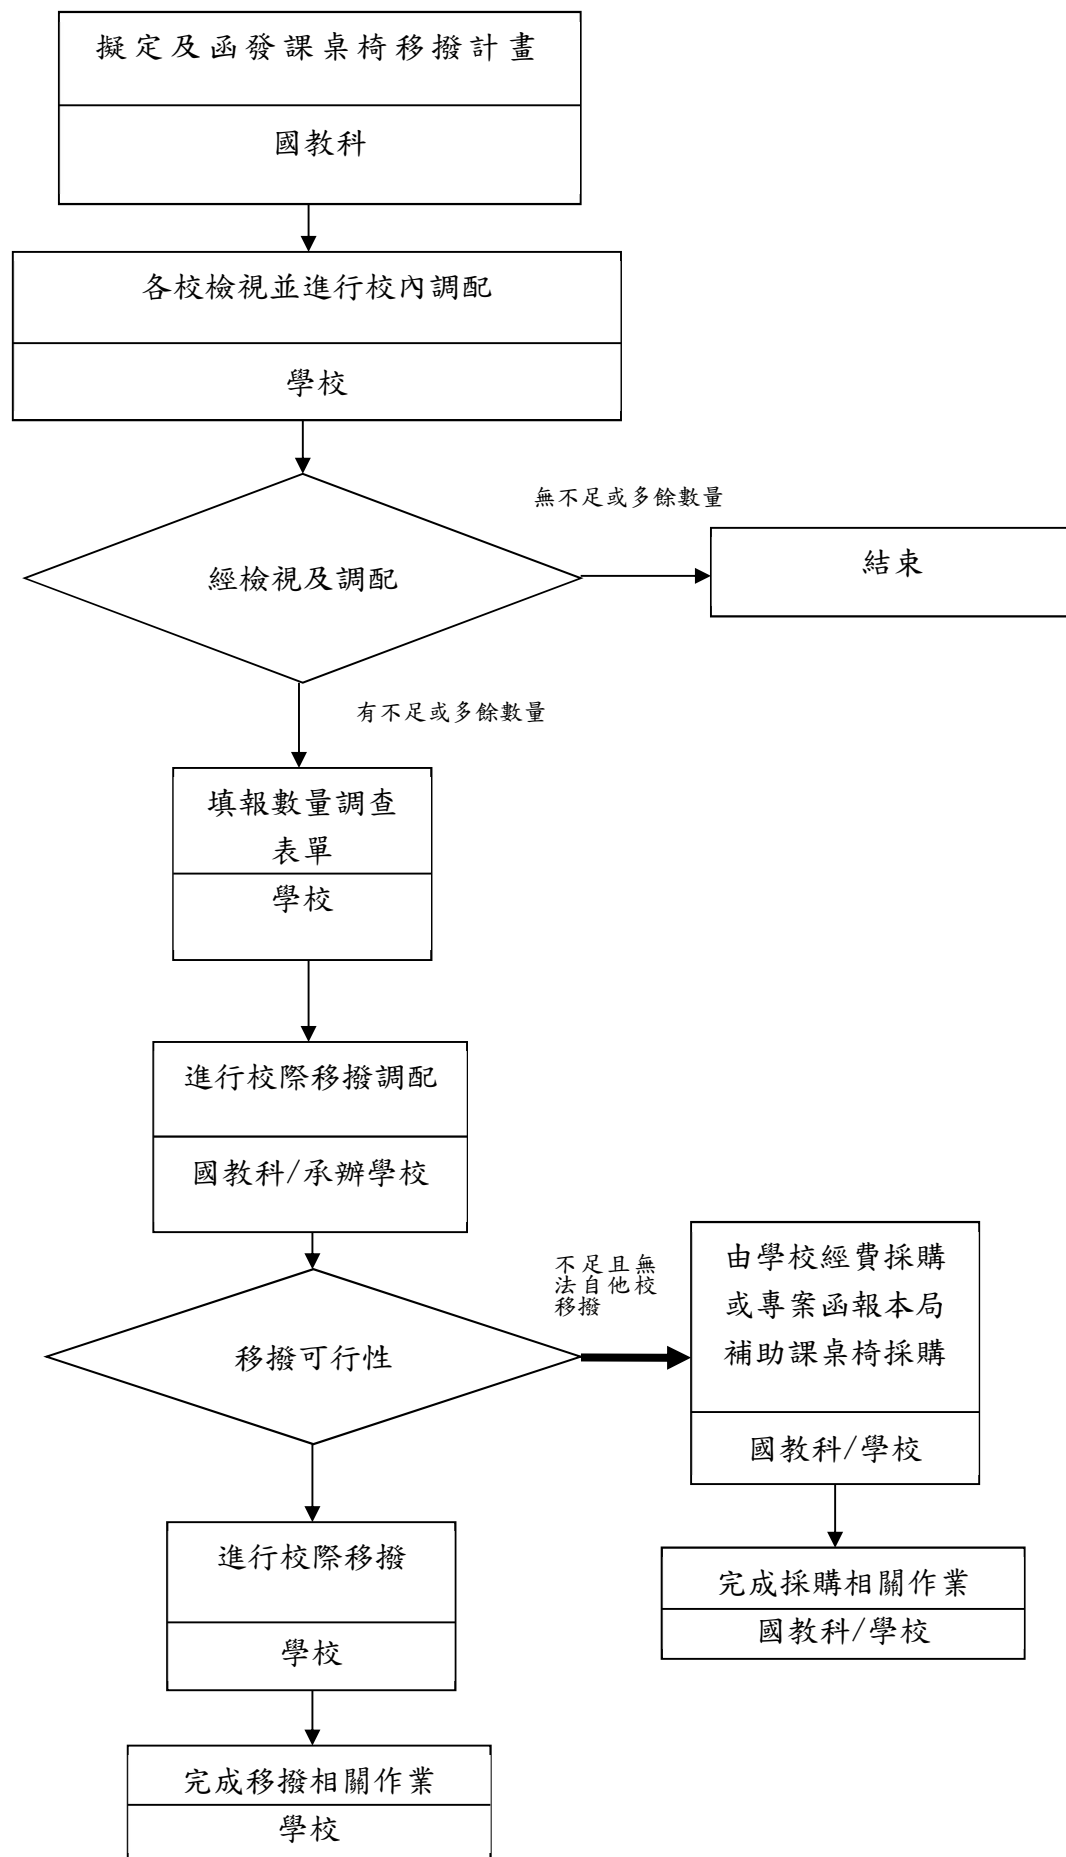 擬定及函發課桌椅移撥計畫
國教科
各校檢視並進行校內調配
學校
經檢視及調配
無不足或多餘數量
結束
有不足或多餘數量
填報數量調查
表單
學校
進行校際移撥調配
國教科/承辦學校
移撥可行性
不足且無
法自他校
移撥
由學校經費採購
或專案函報本局
補助課桌椅採購
國教科/學校
進行校際移撥
學校
完成採購相關作業
國教科/學校
完成移撥相關作業
學校